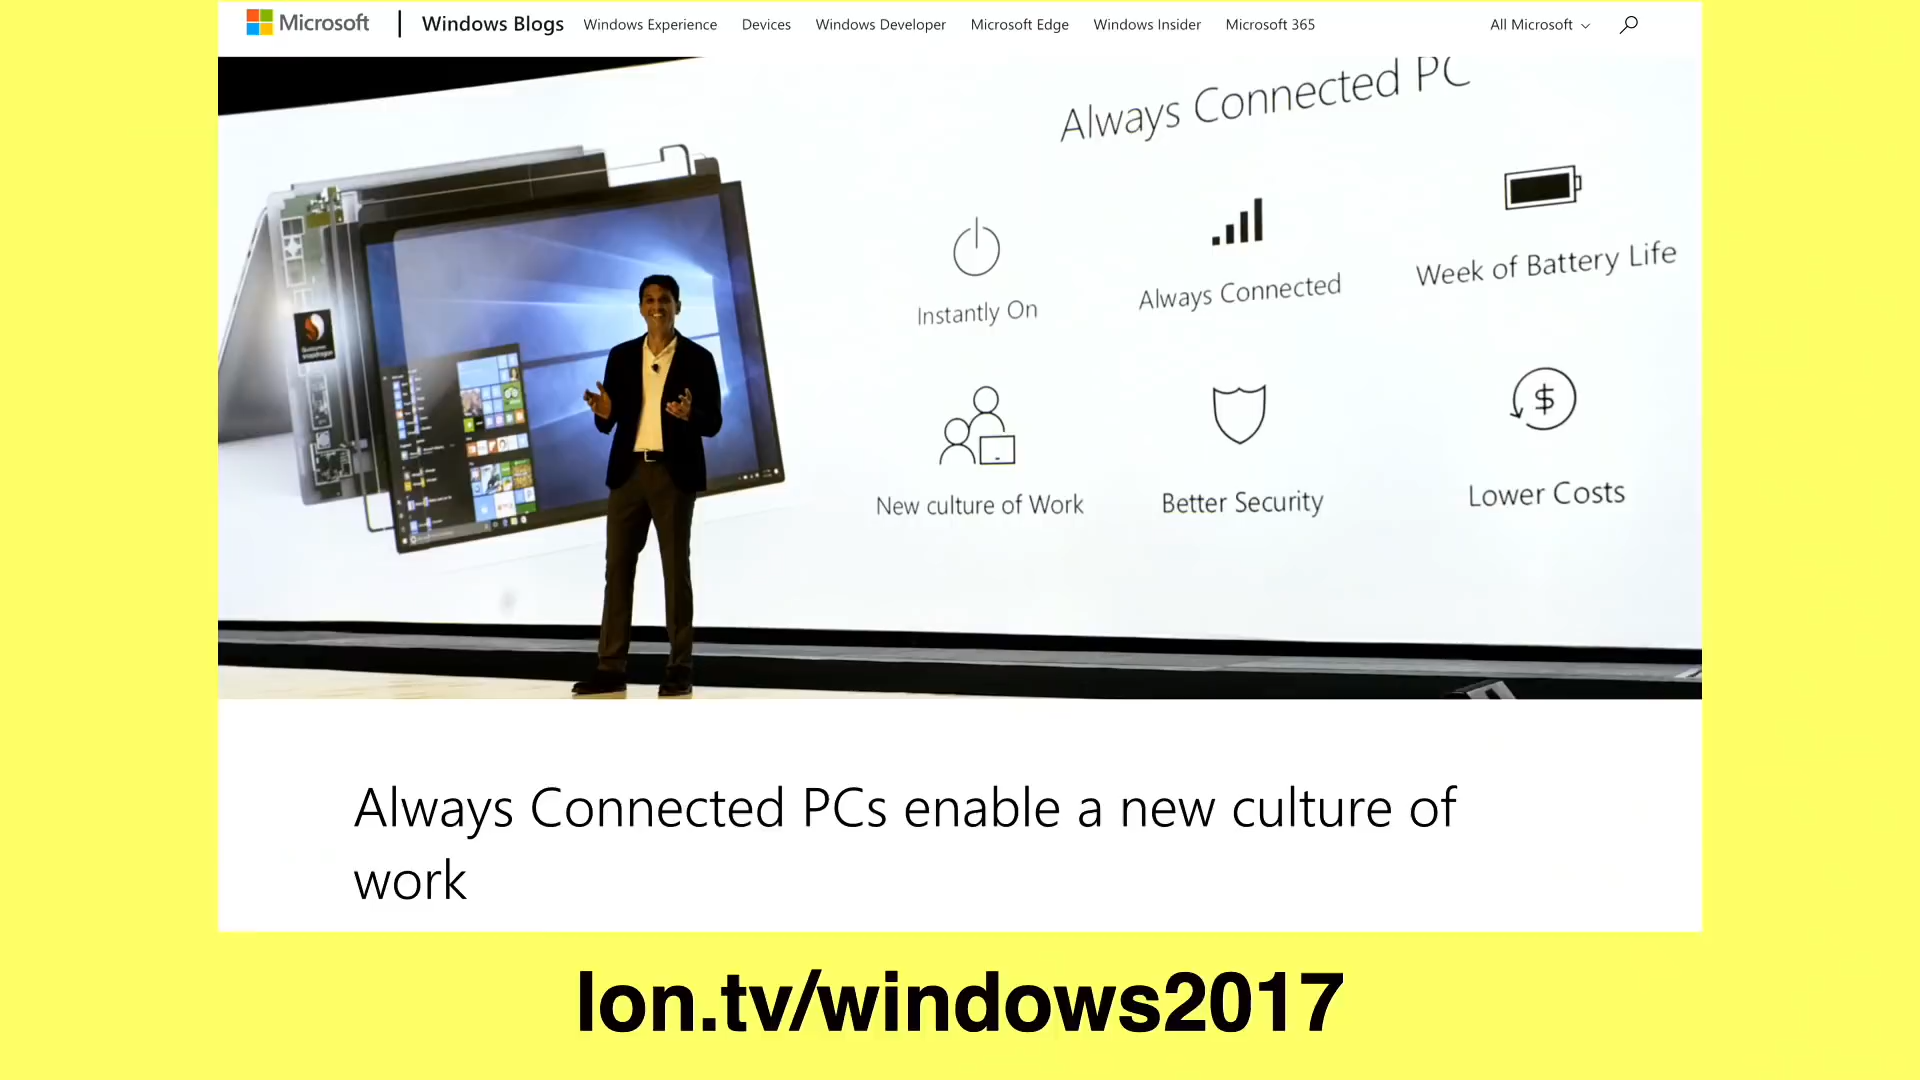 Microsoft | Windows Blogs Windows Experience Devices Windows Developer Microsoft Edge Windows Insider Microsoft 365 All Microsoft
Always Connected PC
Instantly On
Always Connected
Week of Battery Life
Qualcomm
snapdragon
New culture of Work
Better Security
Lower Costs
Always Connected PCs enable a new culture of
work
lon.tv/windows2017